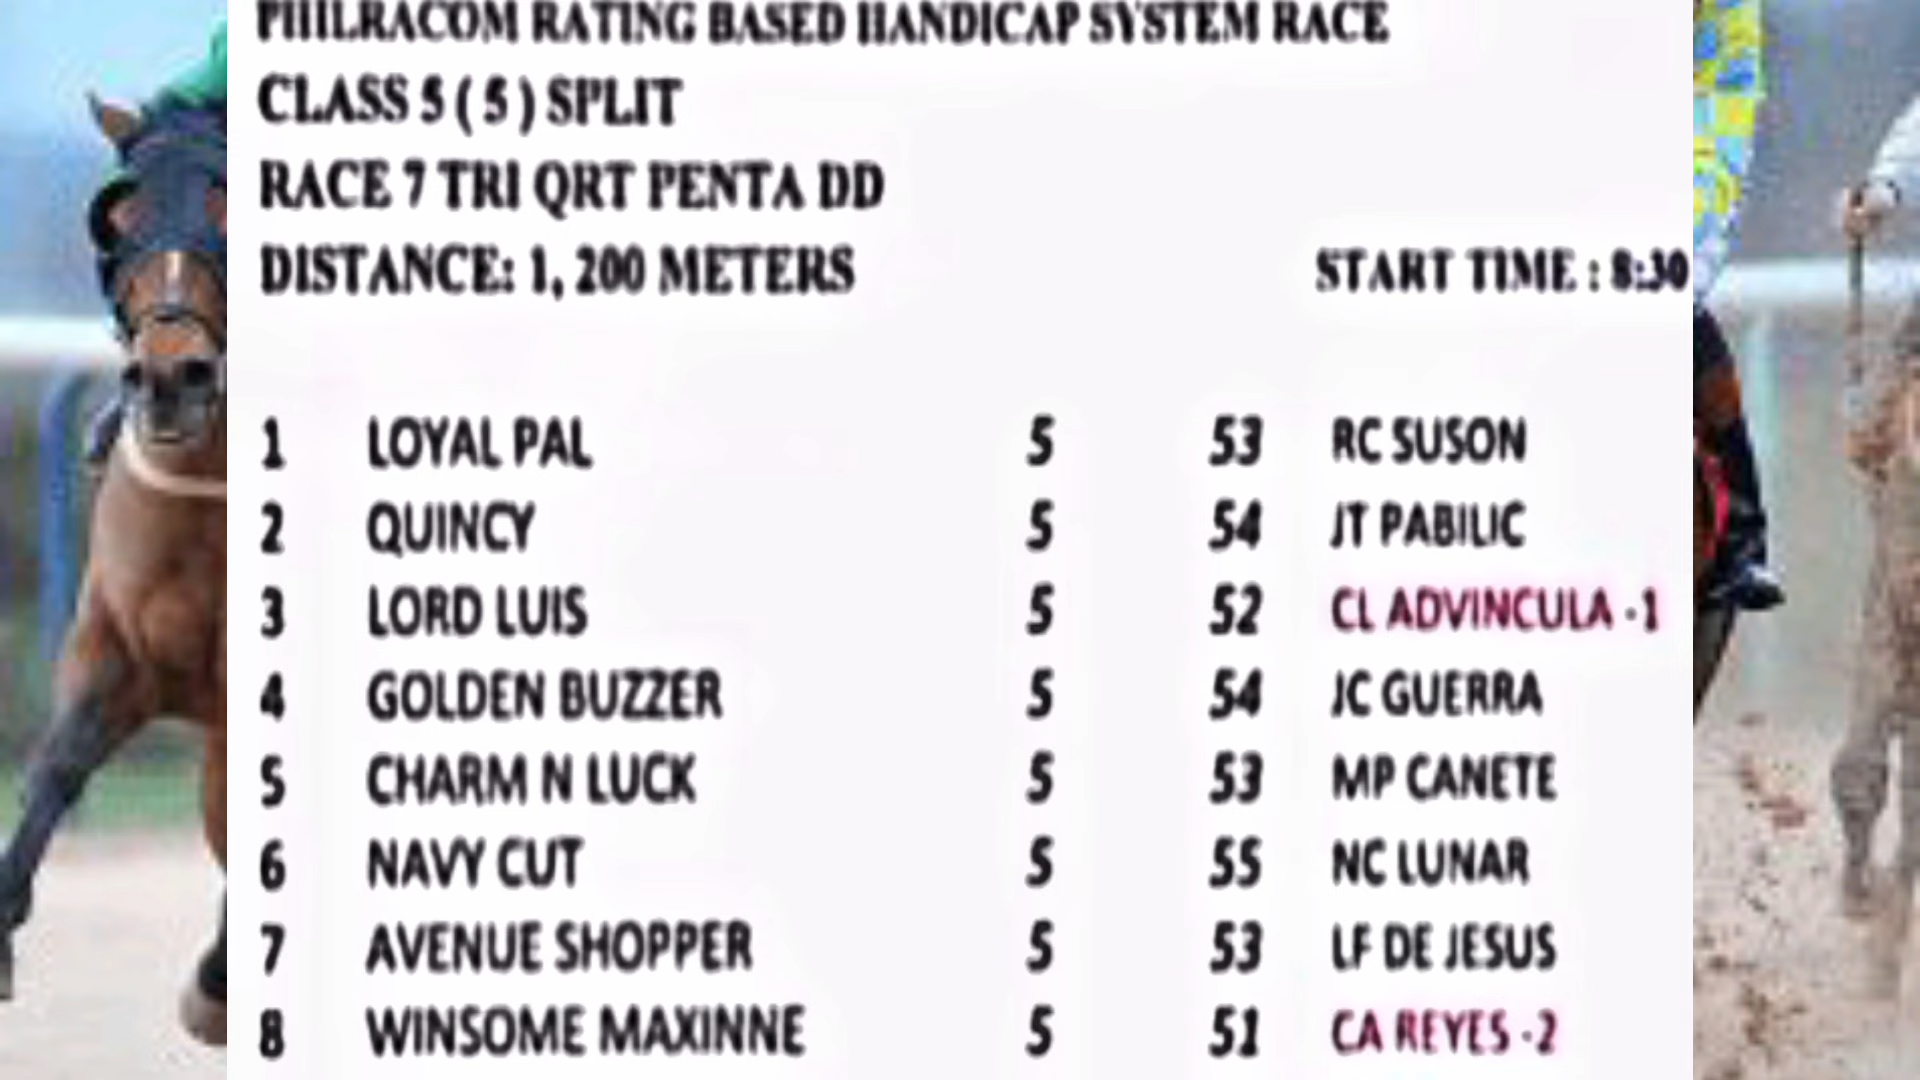 PHILRACOM RATING BASED HANDICAP SYSTEM RACE
CLASS 5 ( 5 ) SPLIT
RACE 7 TRI QRT PENTA DD
DISTANCE: 1, 200 METERS START TIME : 8:30
1 LOYAL PAL 5 53 RC SUSON
2 QUINCY 5 54 JT PABILIC
3 LORD LUIS 5 52 CL ADVINCULA -1
4 GOLDEN BUZZER 5 54 JC GUERRA
5 CHARM N LUCK 5 53 MP CANETE
6 NAVY CUT 5 55 NC LUNAR
7 AVENUE SHOPPER 5 53 LF DE JESUS
8 WINSOME MAXINNE 5 51 CA REYES -2